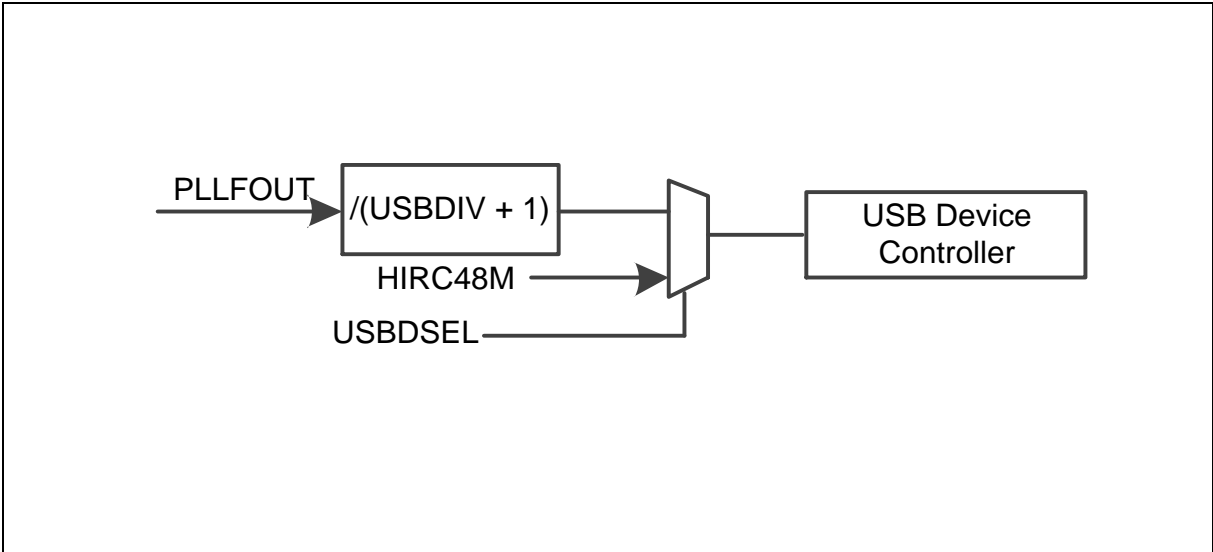 PLLFOUT
/(USBDIV + 1)
HIRC48M
USBDSEL
USB Device
Controller